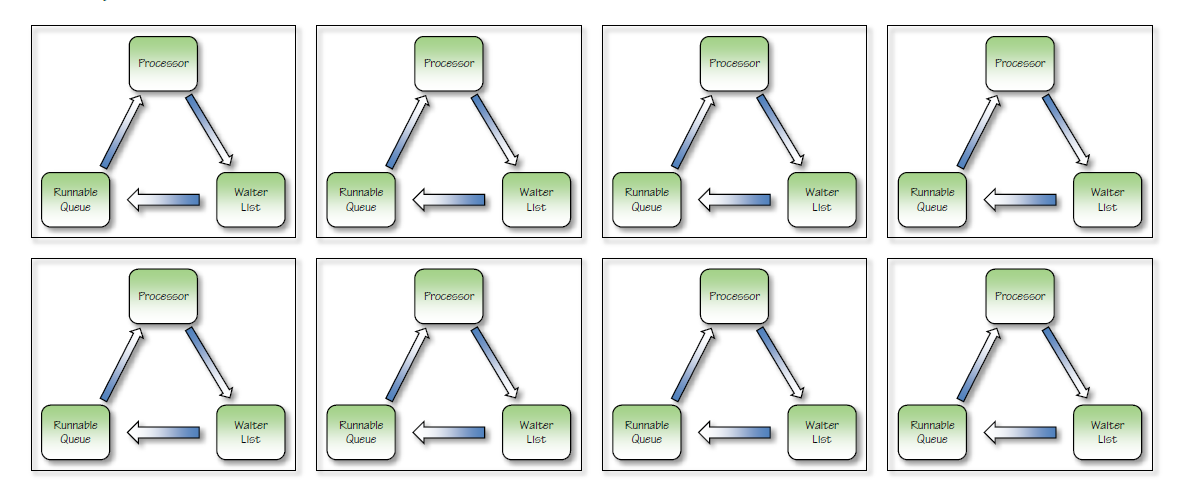 Processor
Processor
Processor
Processor
Runnable
Queue
Waiter
List
Runnable
Queue
Waiter
List
Runnable
Queue
Waiter
List
Runnable
Queue
Waiter
List
Processor
Processor
Processor
Processor
Runnable
Queue
Waiter
List
Runnable
Queue
Waiter
List
Runnable
Queue
Waiter
List
Runnable
Queue
Waiter
List